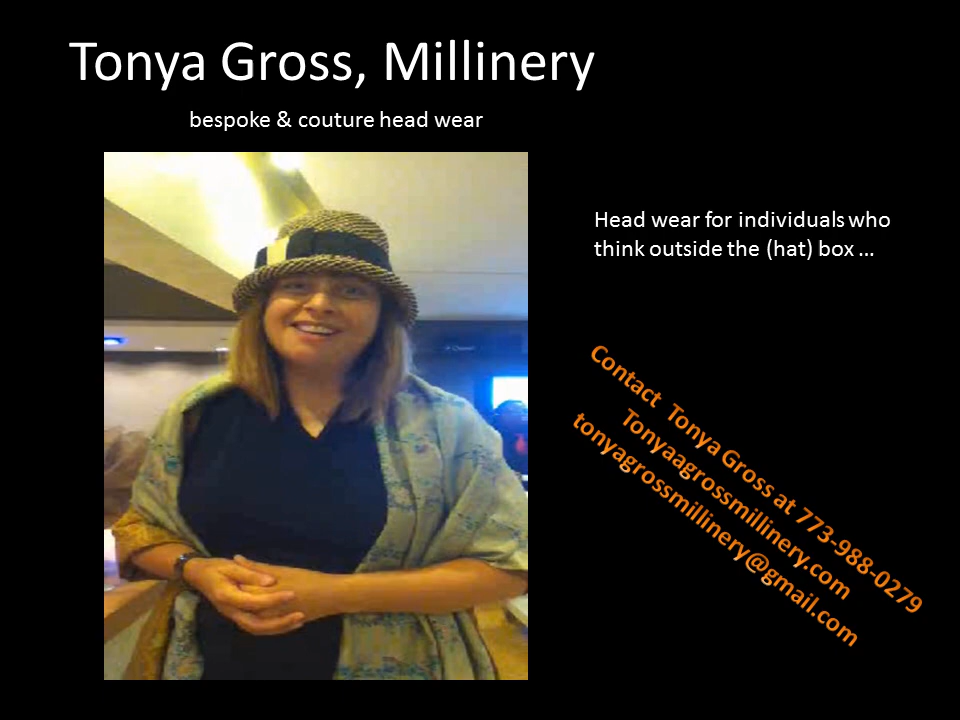 Tonya Gross, Millinery
bespoke & couture head wear
Head wear for individuals who
think outside the (hat) box ...
Contact Tonya Gross at 773-988-0279
Tonyaagrossmillinery.com
tonyagrossmillinery@gmail.com